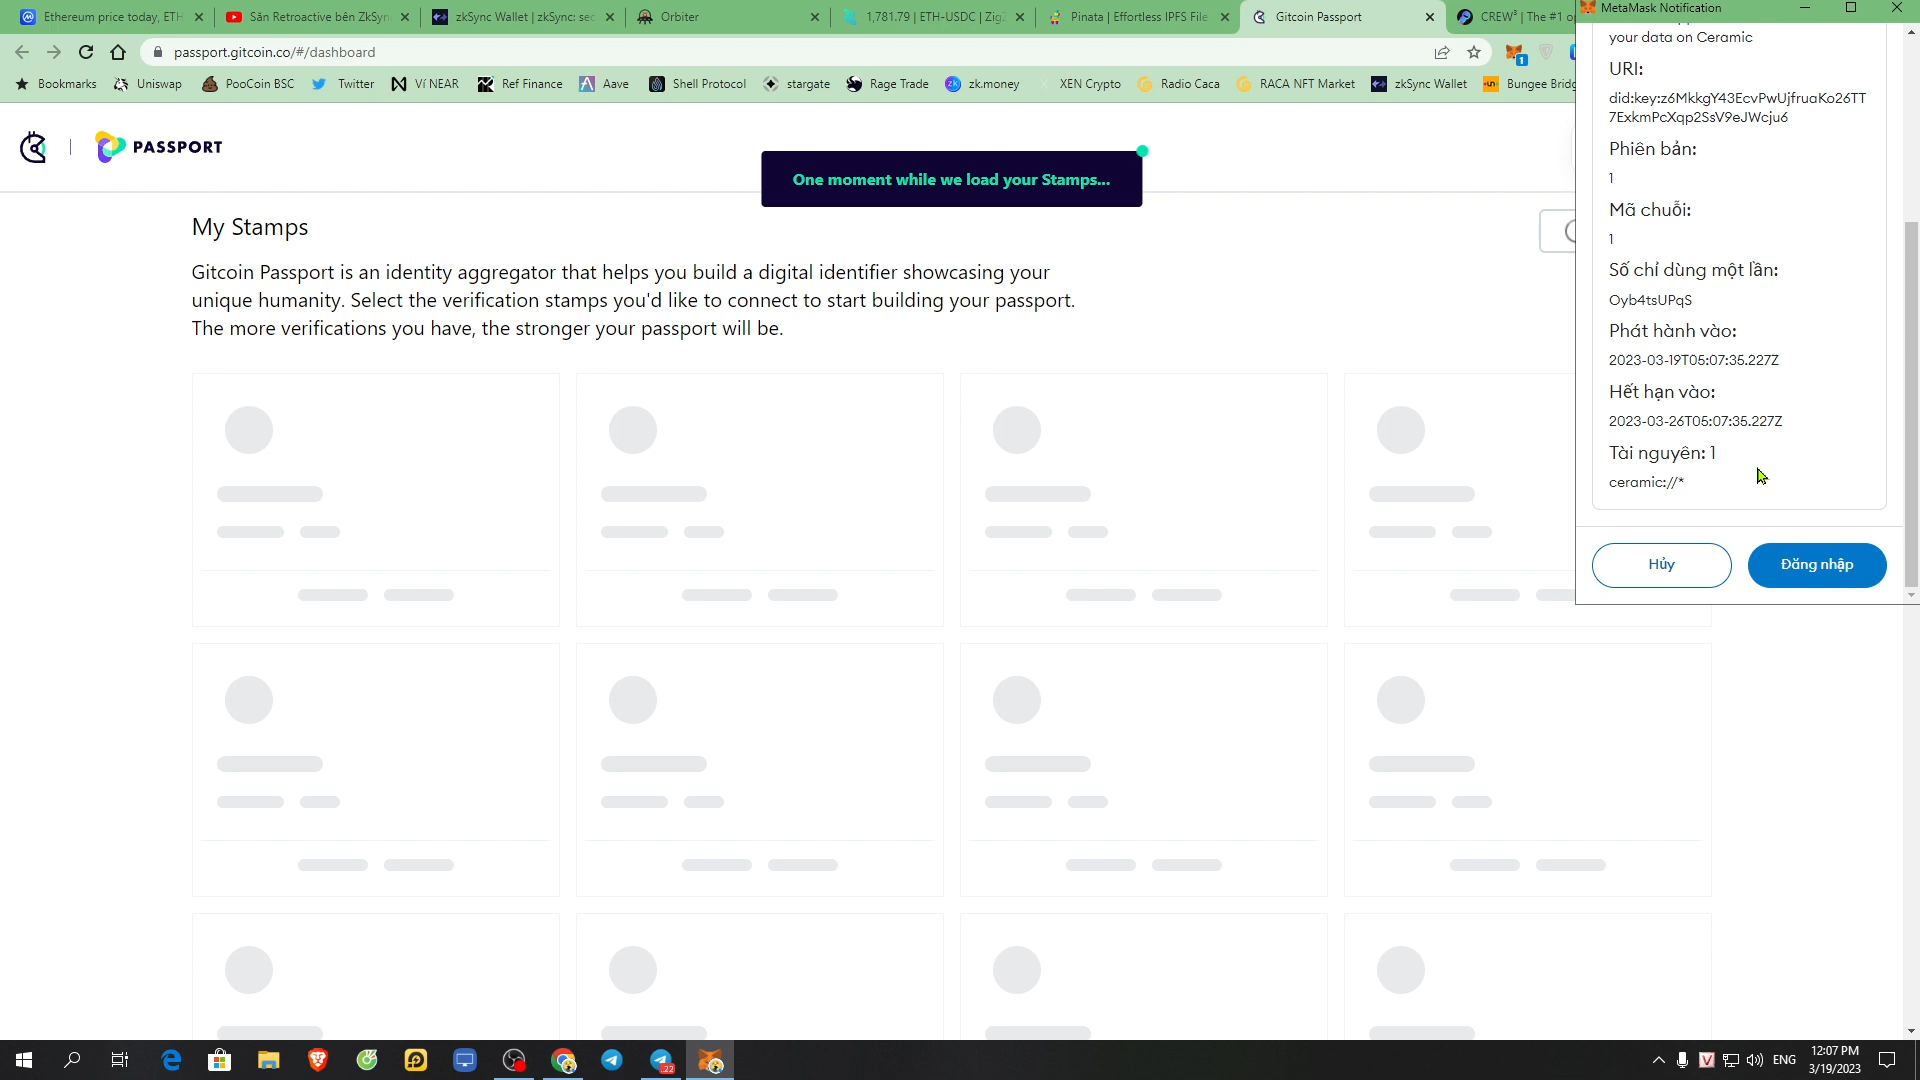 Ethereum price today, ETH
Săn Retroactive bên ZkSyn
zkSync Wallet | zkSync: sec
Orbiter
1,781.79 | ETH-USDC | ZigZ
Pinata | Effortless IPFS File
Gitcoin Passport
CREW³ | The #1 op
MetaMask Notification
passport.gitcoin.co/#/dashboard
1
Bookmarks
Uniswap
PooCoin BSC
Twitter
Ví NEAR
Ref Finance
Aave
Shell Protocol
stargate
Rage Trade
zk.money
XEN Crypto
Radio Caca
RACA NFT Market
zkSync Wallet
Bungee Bridg
PASSPORT
One moment while we load your Stamps...
My Stamps
Gitcoin Passport is an identity aggregator that helps you build a digital identifier showcasing your
unique humanity. Select the verification stamps you'd like to connect to start building your passport.
The more verifications you have, the stronger your passport will be.
your data on Ceramic
URI:
did:key:z6MkkgY43EcvPwUjfruaKo26TT
7ExkmPcXqp2SsV9eJWcju6
Phiên bản:
1
Mã chuỗi:
1
Số chỉ dùng một lần:
Oyb4tsUPqS
Phát hành vào:
2023-03-19T05:07:35.227Z
Hết hạn vào:
2023-03-26T05:07:35.227Z
Tài nguyên: 1
ceramic://*
Hủy
Đăng nhập
22
ENG
12:07 PM
3/19/2023